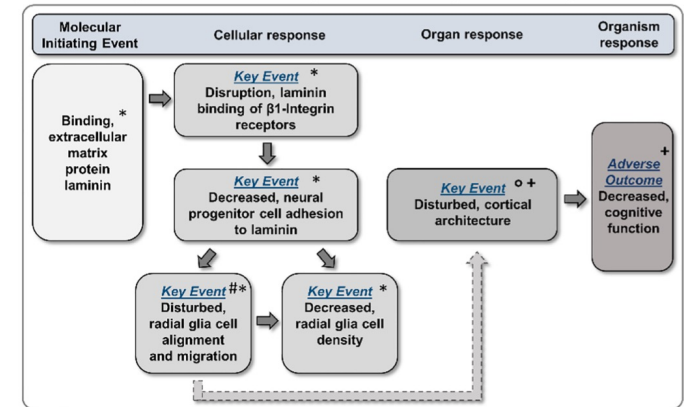 Molecular
Initiating Event
Cellular response
Organ response
Organism
response
Binding, *
extracellular
matrix
protein
laminin
Key Event *
Disruption, laminin
binding of β1-Integrin
receptors
Key Event *
Decreased, neural
progenitor cell adhesion
to laminin
Key Event #*
Disturbed,
radial glia cell
alignment
and migration
Key Event *
Decreased,
radial glia cell
density
Key Event o +
Disturbed, cortical
architecture
+
Adverse
Outcome
Decreased,
cognitive
function